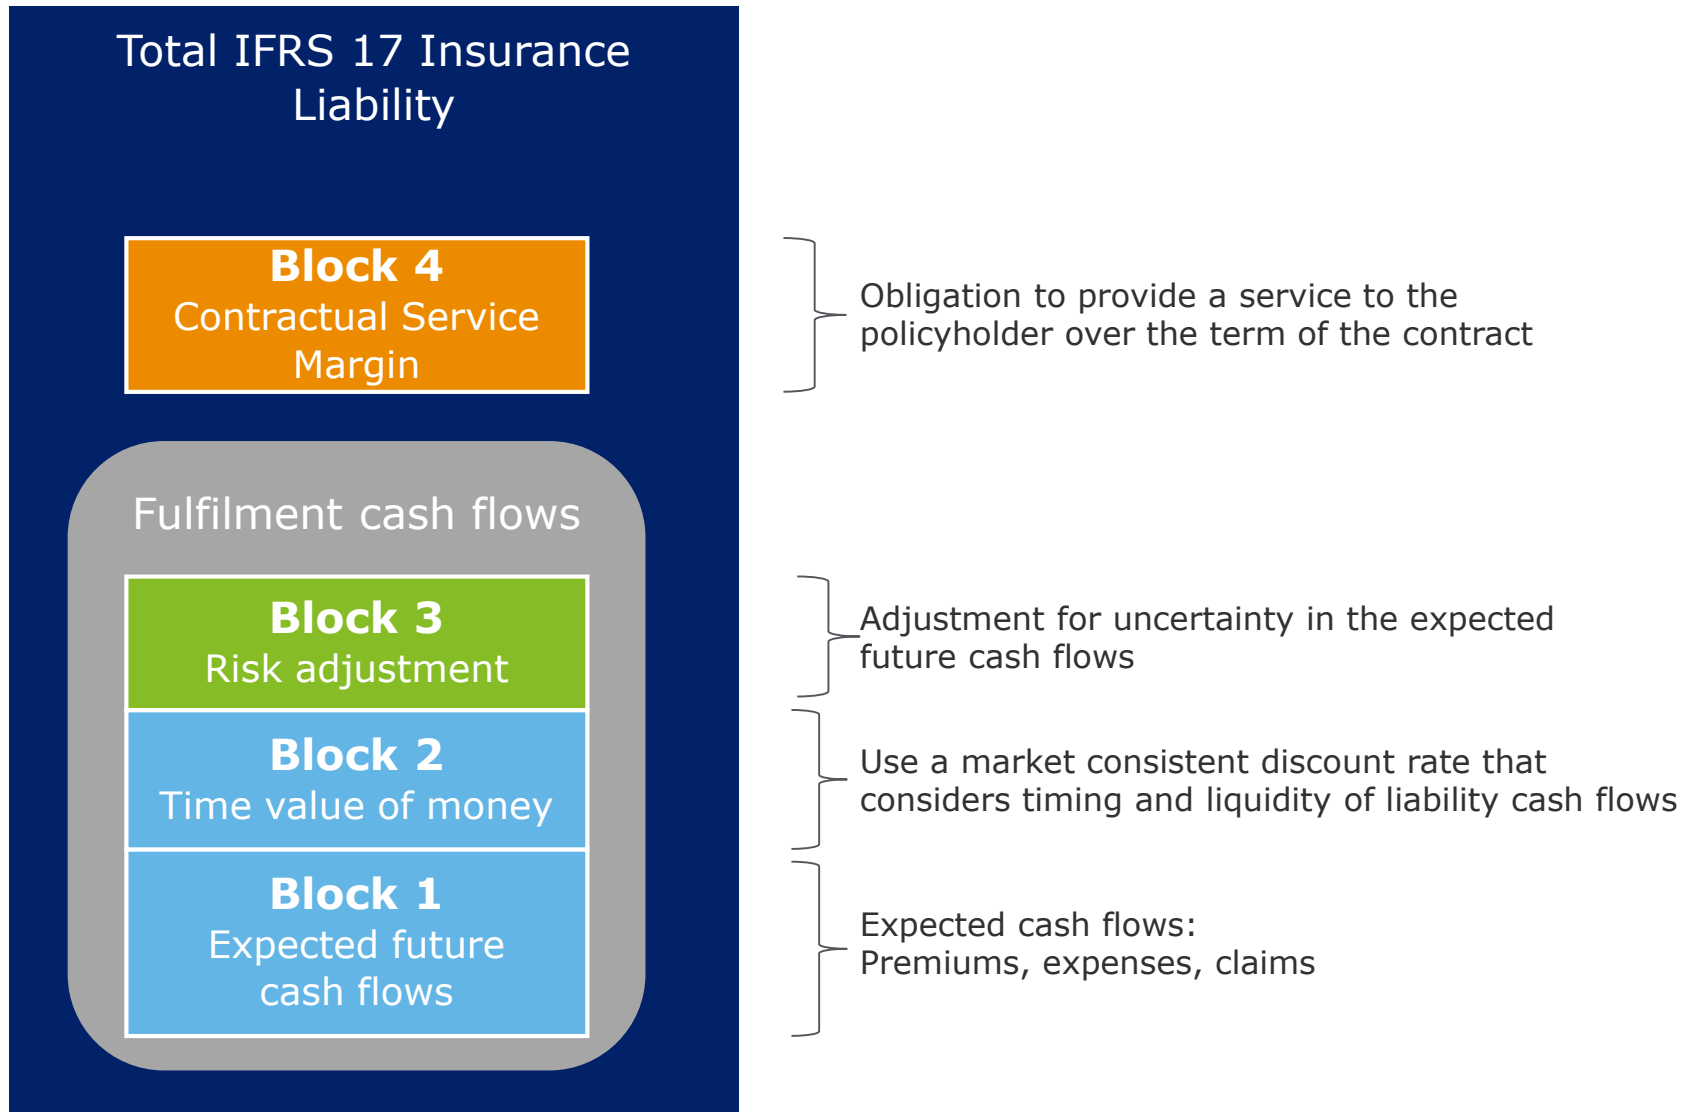 Total IFRS 17 Insurance
Liability
Block 4
Contractual Service
Margin
Obligation to provide a service to the
policyholder over the term of the contract
Fulfilment cash flows
Block 3
Risk adjustment
Adjustment for uncertainty in the expected
future cash flows
Block 2
Time value of money
Use a market consistent discount rate that
considers timing and liquidity of liability cash flows
Block 1
Expected future
cash flows
Expected cash flows:
Premiums, expenses, claims